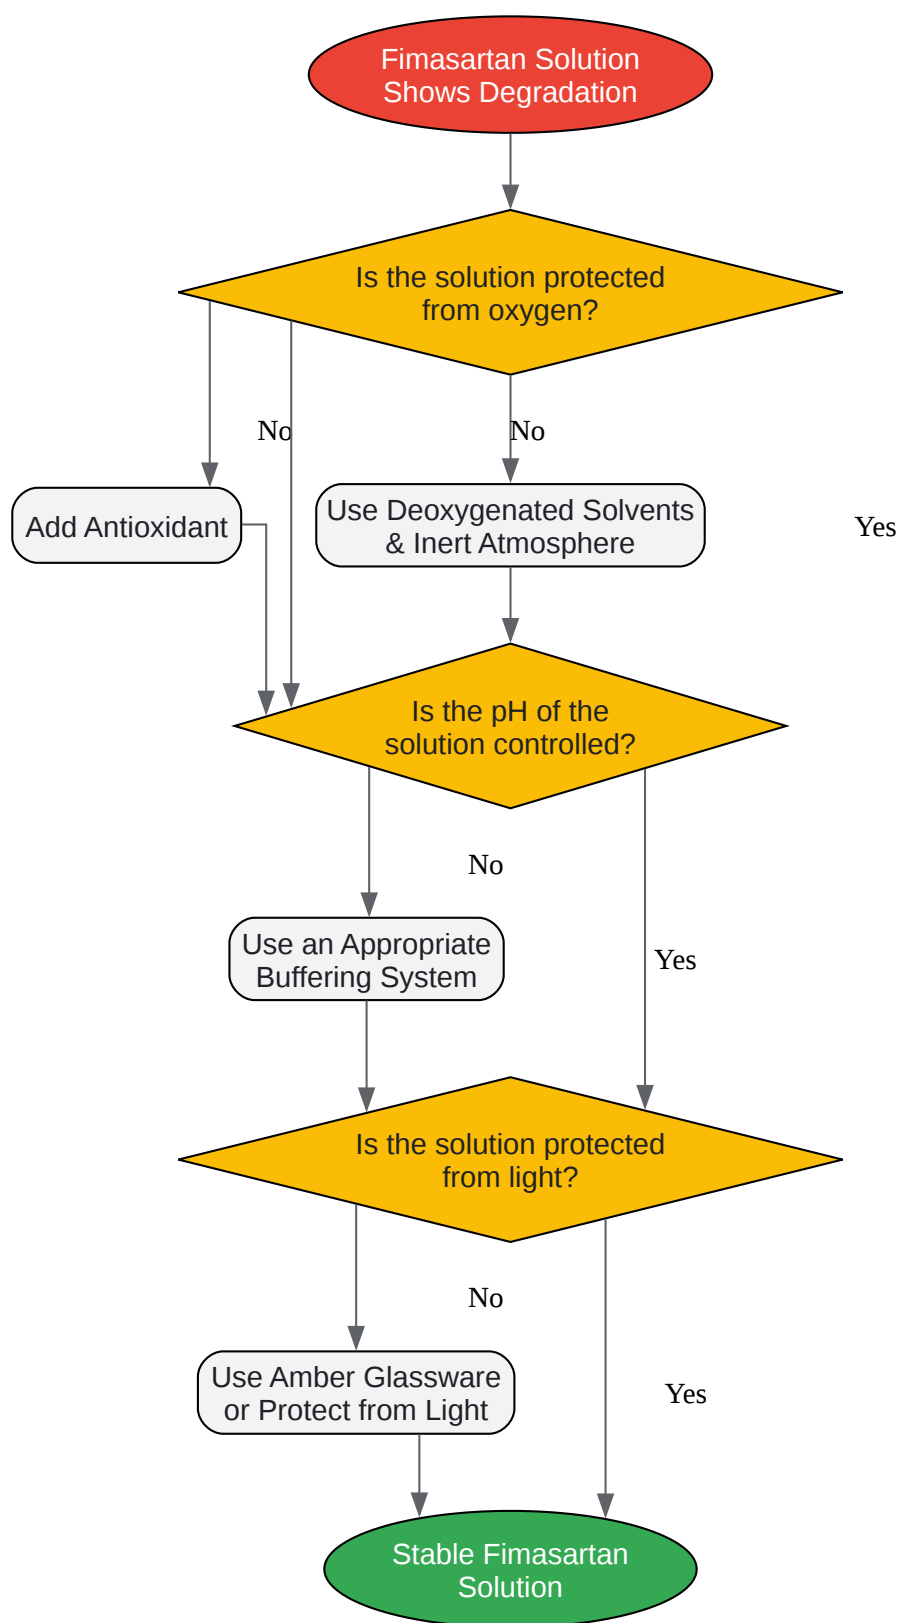 Fimasartan Solution
Shows Degradation
Is the solution protected
from oxygen?
No
No
Add Antioxidant
Use Deoxygenated Solvents
& Inert Atmosphere
Yes
Is the pH of the
solution controlled?
No
Use an Appropriate
Buffering System
Yes
Is the solution protected
from light?
No
Use Amber Glassware
or Protect from Light
Yes
Stable Fimasartan
Solution